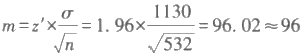 m = z′ × σ/√n = 1. 96 × 1130/√532 = 96. 02 ≈ 96